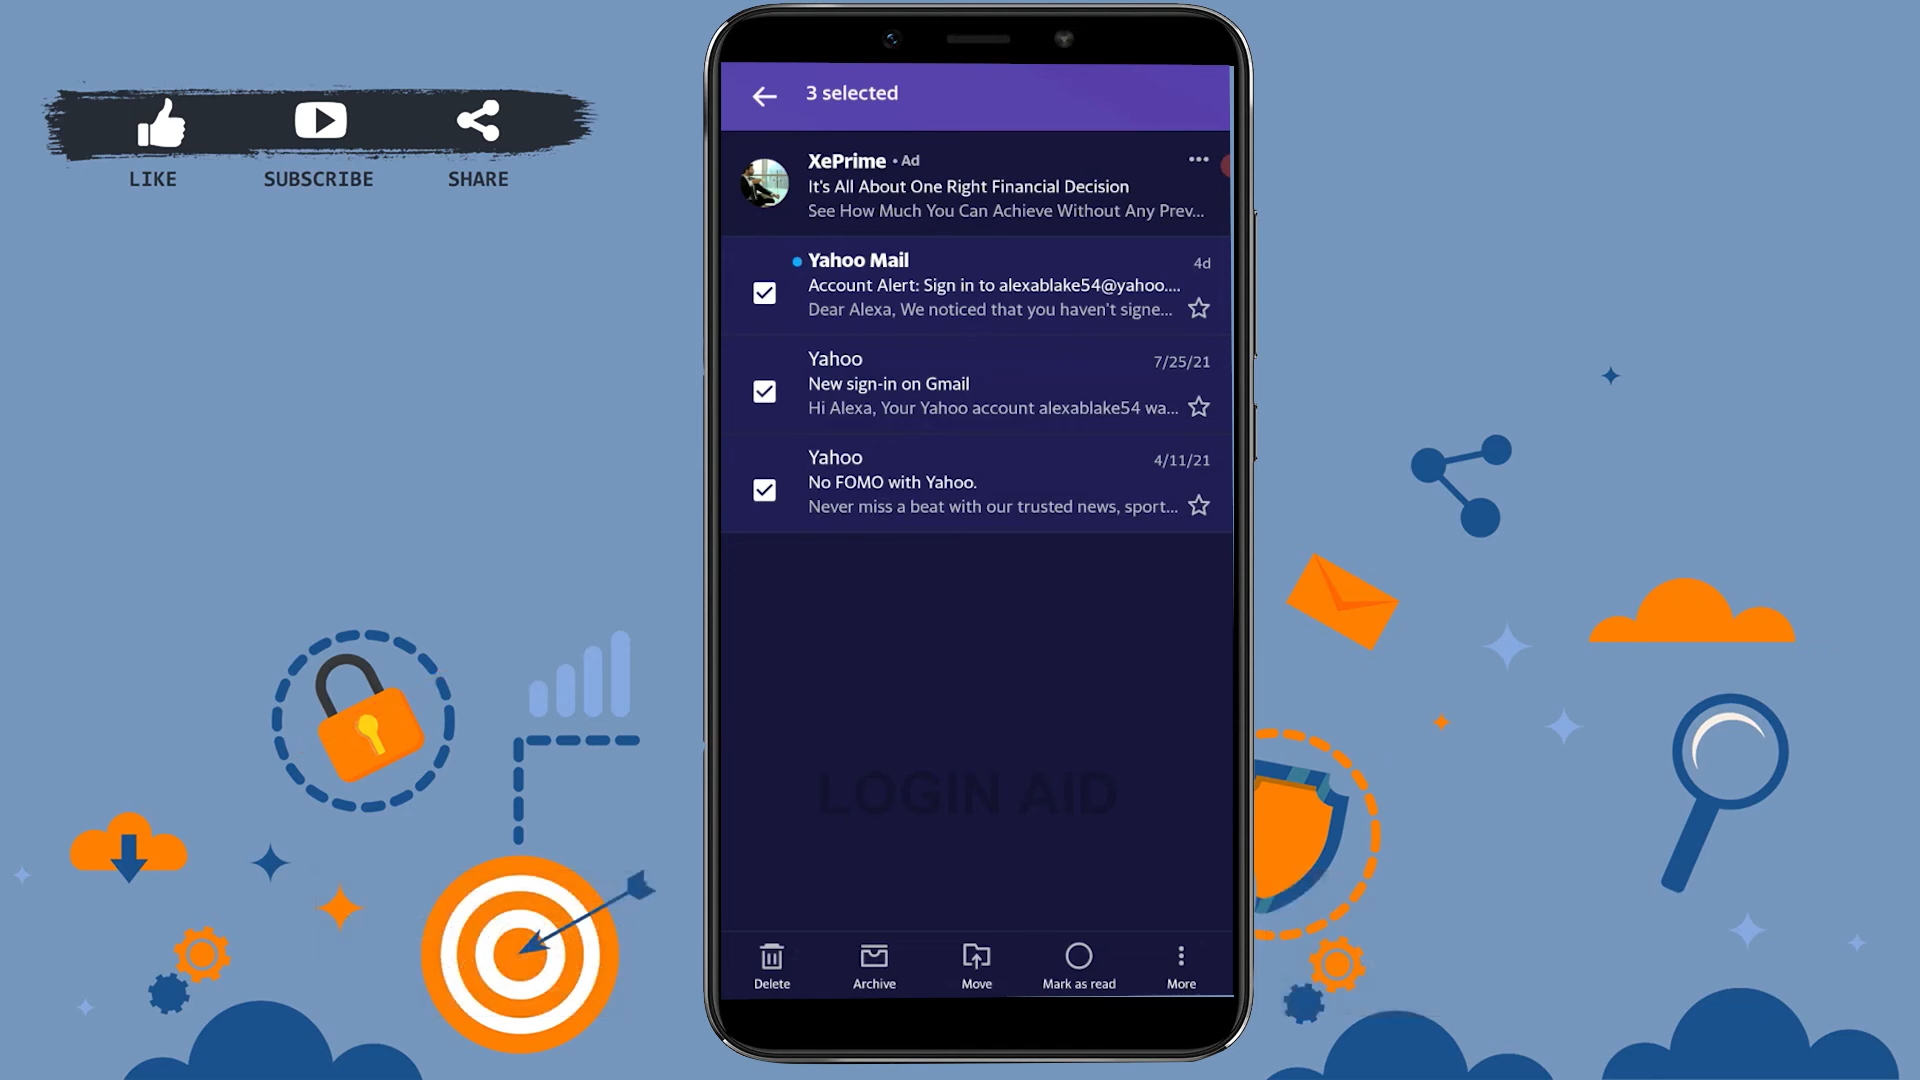 LIKE
SUBSCRIBE
SHARE
3 selected
XePrime • Ad
It's All About One Right Financial Decision
See How Much You Can Achieve Without Any Prev...
Yahoo Mail
4d
Account Alert: Sign in to alexablake54@yahoo....
Dear Alexa, We noticed that you haven't signe...
Yahoo
7/25/21
New sign-in on Gmail
Hi Alexa, Your Yahoo account alexablake54 wa...
Yahoo
4/11/21
No FOMO with Yahoo.
Never miss a beat with our trusted news, sport...
LOGIN AID
Delete
Archive
Move
Mark as read
More